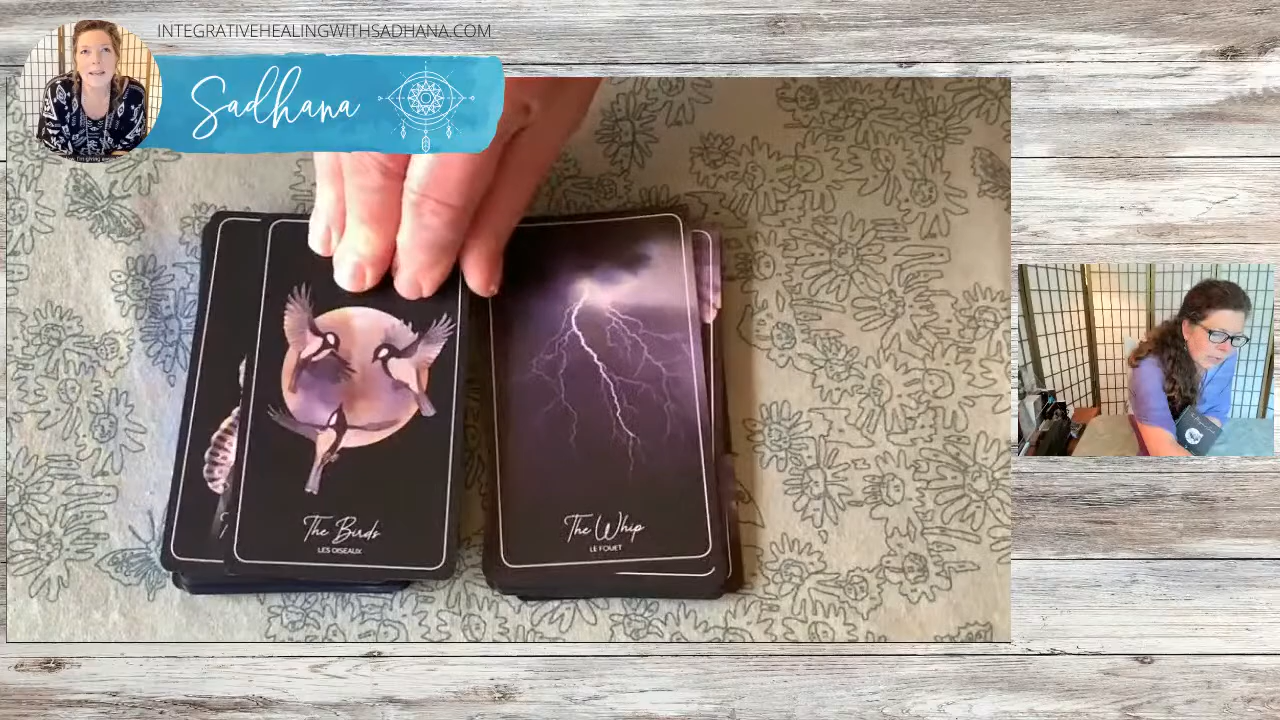 INTEGRATIVEHEALINGWITHSADHANA.COM
Sadhana
The Birds
LES OISEAUX
The Whip
LE FOUET